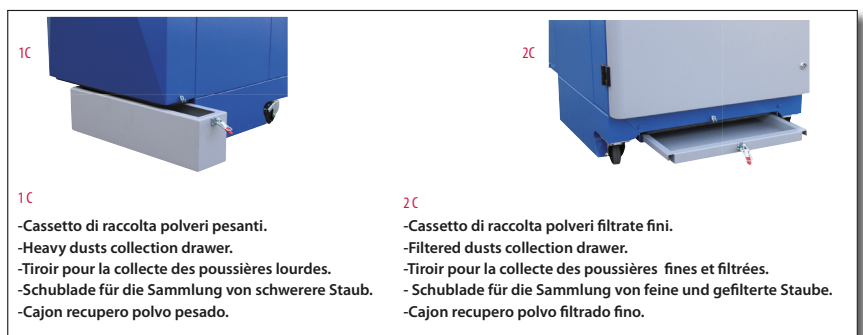 1C
2C
1 C
-Cassetto di raccolta polveri pesanti.
-Heavy dusts collection drawer.
-Tiroir pour la collecte des poussières lourdes.
-Schublade für die Sammlung von schwerere Staub.
-Cajon recupero polvo pesado.
2 C
-Cassetto di raccolta polveri filtrate fini.
-Filtered dusts collection drawer.
-Tiroir pour la collecte des poussières  fines et filtrées.
- Schublade für die Sammlung von feine und gefilterte Staube.
-Cajon recupero polvo filtrado fino.